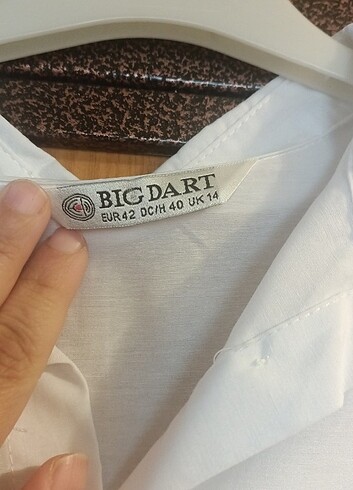 BIG DART
EUR 42 DC/H 40 UK 14